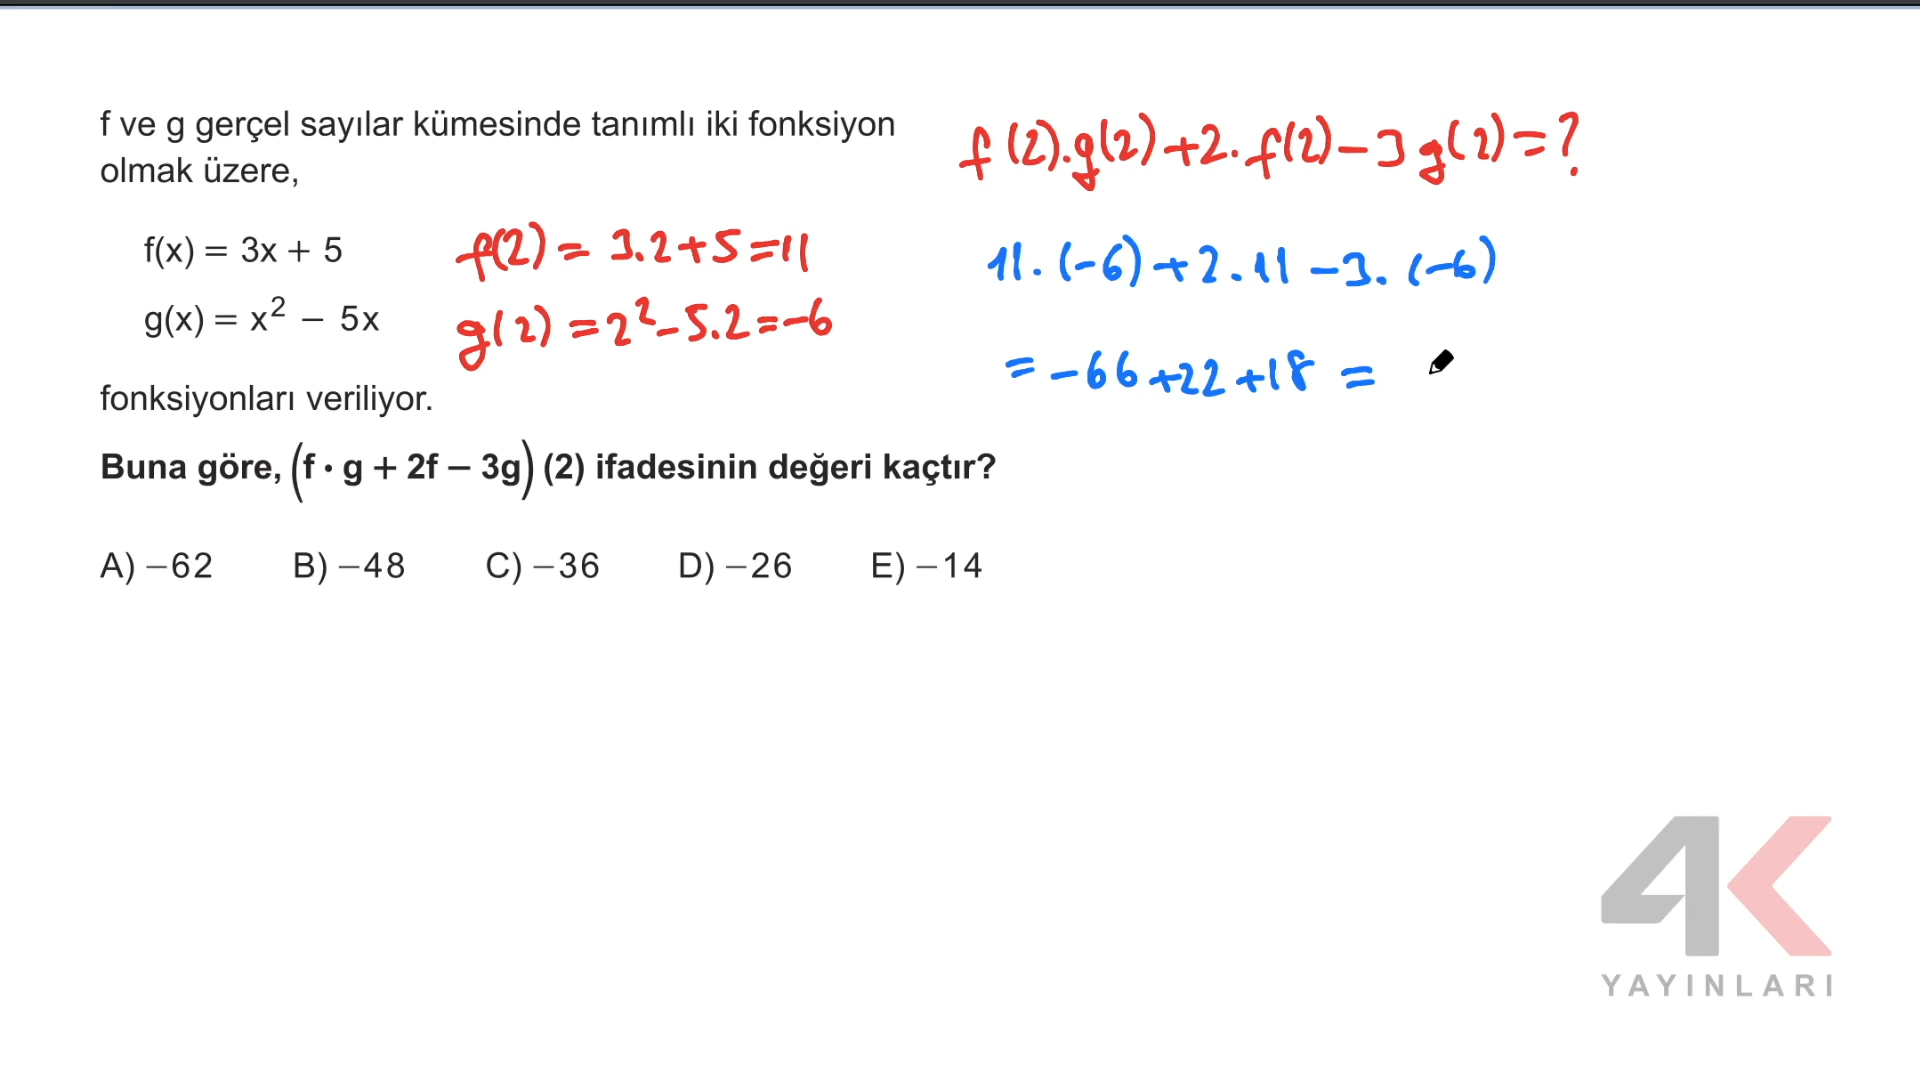 f ve g gerçel sayılar kümesinde tanımlı iki fonksiyon
olmak üzere,
f(x) = 3x + 5
g(x) = x² − 5x
fonksiyonları veriliyor.
Buna göre, (f · g + 2f − 3g) (2) ifadesinin değeri kaçtır?
A) −62 B) −48 C) −36 D) −26 E) −14
f(2) = 3.2+5=11
g(2) = 2²-5.2=-6
f(2).g(2)+2.f(2)-3g(2)=?
11.(-6)+2.11-3.(-6)
= -66+22+18 =
4K
YAYINLARI